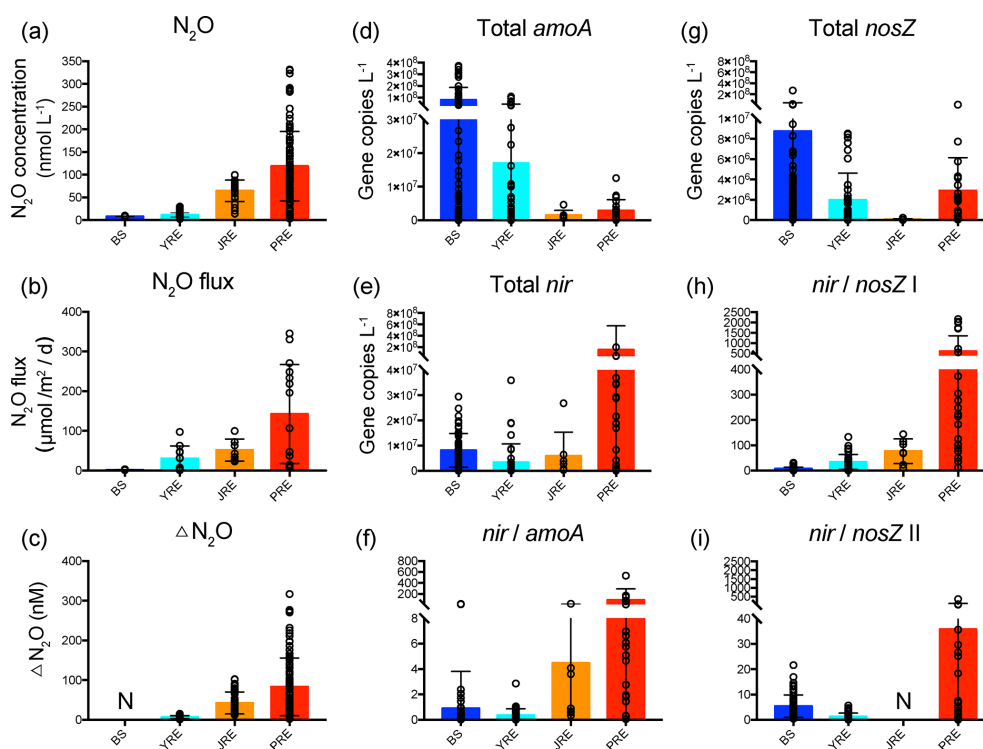 (a) N₂O
N₂O concentration
(nmol L⁻¹)
350
300
250
200
150
100
50
0
BS YRE JRE PRE
(d) Total amoA
Gene copies L⁻¹
4×10⁸
3×10⁸
2×10⁸
1×10⁸
3×10⁷
2×10⁷
1×10⁷
0
BS YRE JRE PRE
(g) Total nosZ
Gene copies L⁻¹
4×10⁸
3×10⁸
2×10⁸
1×10⁸
1×10⁷
8×10⁶
6×10⁶
4×10⁶
2×10⁶
0
BS YRE JRE PRE
(b) N₂O flux
N₂O flux
(μmol /m² / d)
400
300
200
100
0
BS YRE JRE PRE
(e) Total nir
Gene copies L⁻¹
8×10⁸
6×10⁸
4×10⁸
2×10⁸
4×10⁷
3×10⁷
2×10⁷
1×10⁷
0
BS YRE JRE PRE
(h) nir / nosZ I
2500
2000
1500
1000
500
400
300
200
100
0
BS YRE JRE PRE
(c) △N₂O
△N₂O (nM)
400
300
200
100
0
N
BS YRE JRE PRE
(f) nir / amoA
800
600
400
200
8
6
4
2
0
BS YRE JRE PRE
(i) nir / nosZ II
2500
2000
1500
1000
500
40
30
20
10
0
N
BS YRE JRE PRE